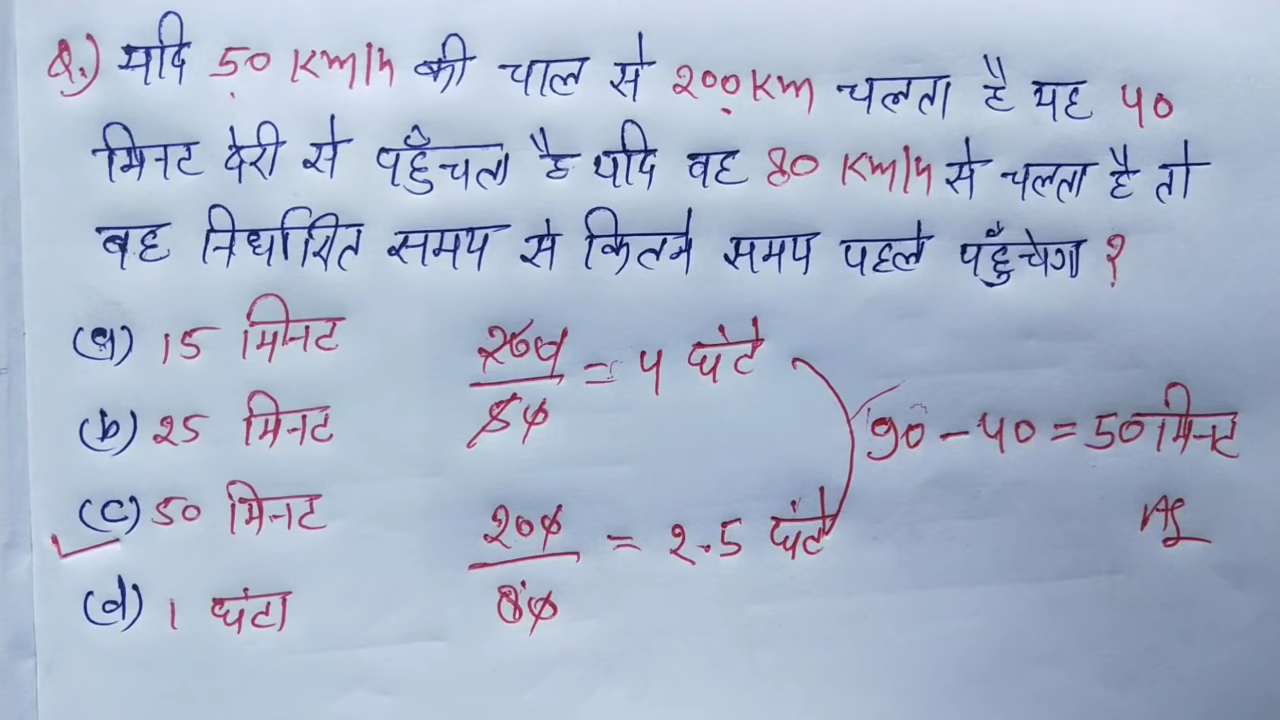 Q.) यदि 50 Km/h की चाल से 200 Km चलता है यह 40
मिनट देरी से पहुँचता है यदि वह 80 Km/h से चलता है तो
वह निर्धारित समय से कितने समय पहले पहुँचेगा ?
(a) 15 मिनट
(b) 25 मिनट
(c) 50 मिनट
(d) 1 घंटा
200/50 = 4 घंटे
200/80 = 2.5 घंटे
90 - 40 = 50 मिनट